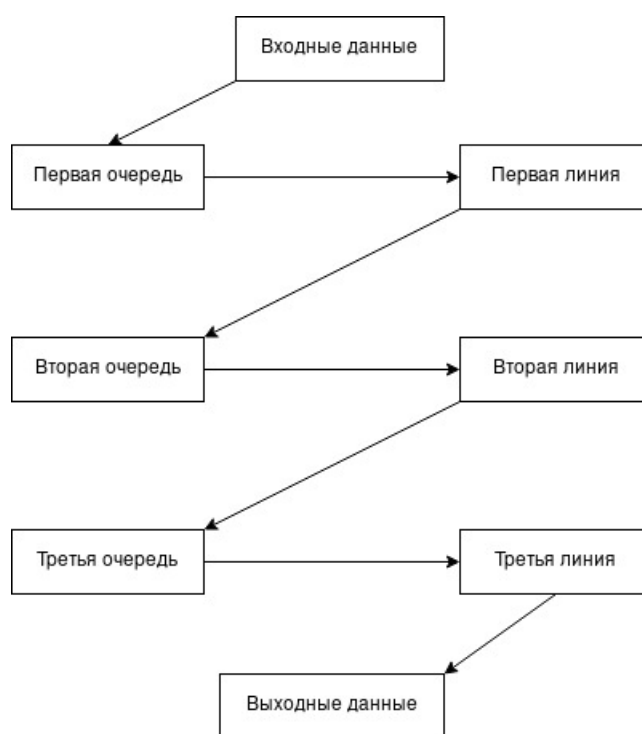 Входные данные
Первая очередь
Первая линия
Вторая очередь
Вторая линия
Третья очередь
Третья линия
Выходные данные